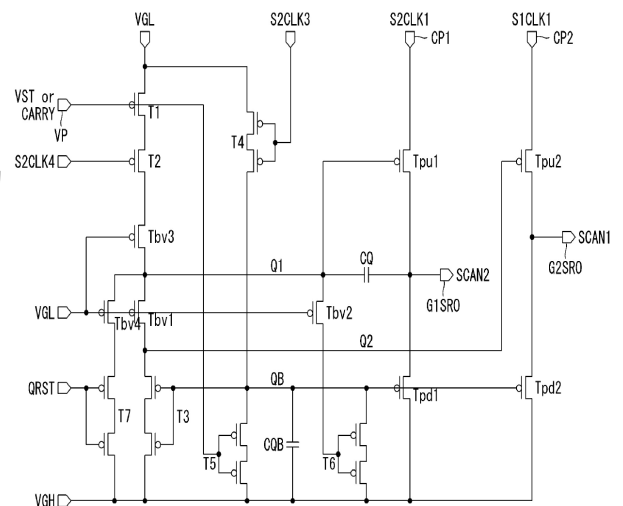 VGL
S2CLK3
S2CLK1
S1CLK1
CP1
CP2
VST or
CARRY
VP
T1
T4
S2CLK4
T2
Tpu1
Tpu2
Tbv3
SCAN1
G2SRO
Q1
CQ
SCAN2
G1SRO
VGL
Tbv4
Tbv1
Tbv2
Q2
QRST
QB
T7
T3
Tpd1
Tpd2
T5
CQB
T6
VGH